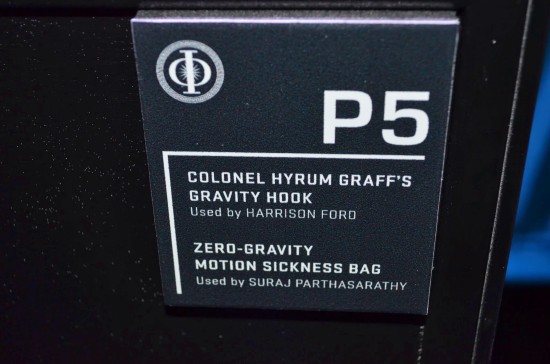 P5
COLONEL HYRUM GRAFF'S
GRAVITY HOOK
Used by HARRISON FORD
ZERO-GRAVITY
MOTION SICKNESS BAG
Used by SURAJ PARTHASARATHY